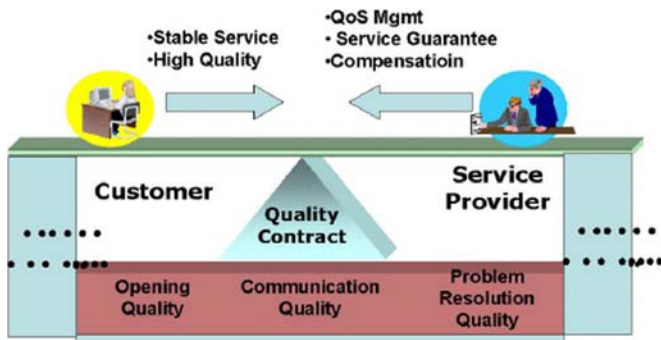 •Stable Service
•High Quality
•QoS Mgmt
• Service Guarantee
•Compensatioin
Customer
Service
Provider
Quality
Contract
Opening
Quality
Communication
Quality
Problem
Resolution
Quality